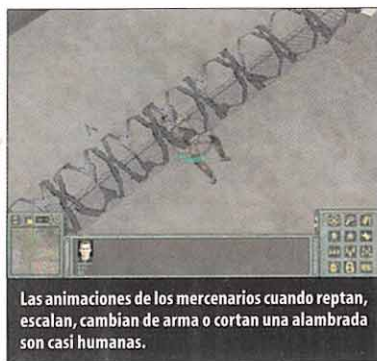 Las animaciones de los mercenarios cuando reptan,
escalan, cambian de arma o cortan una alambrada
son casi humanas.